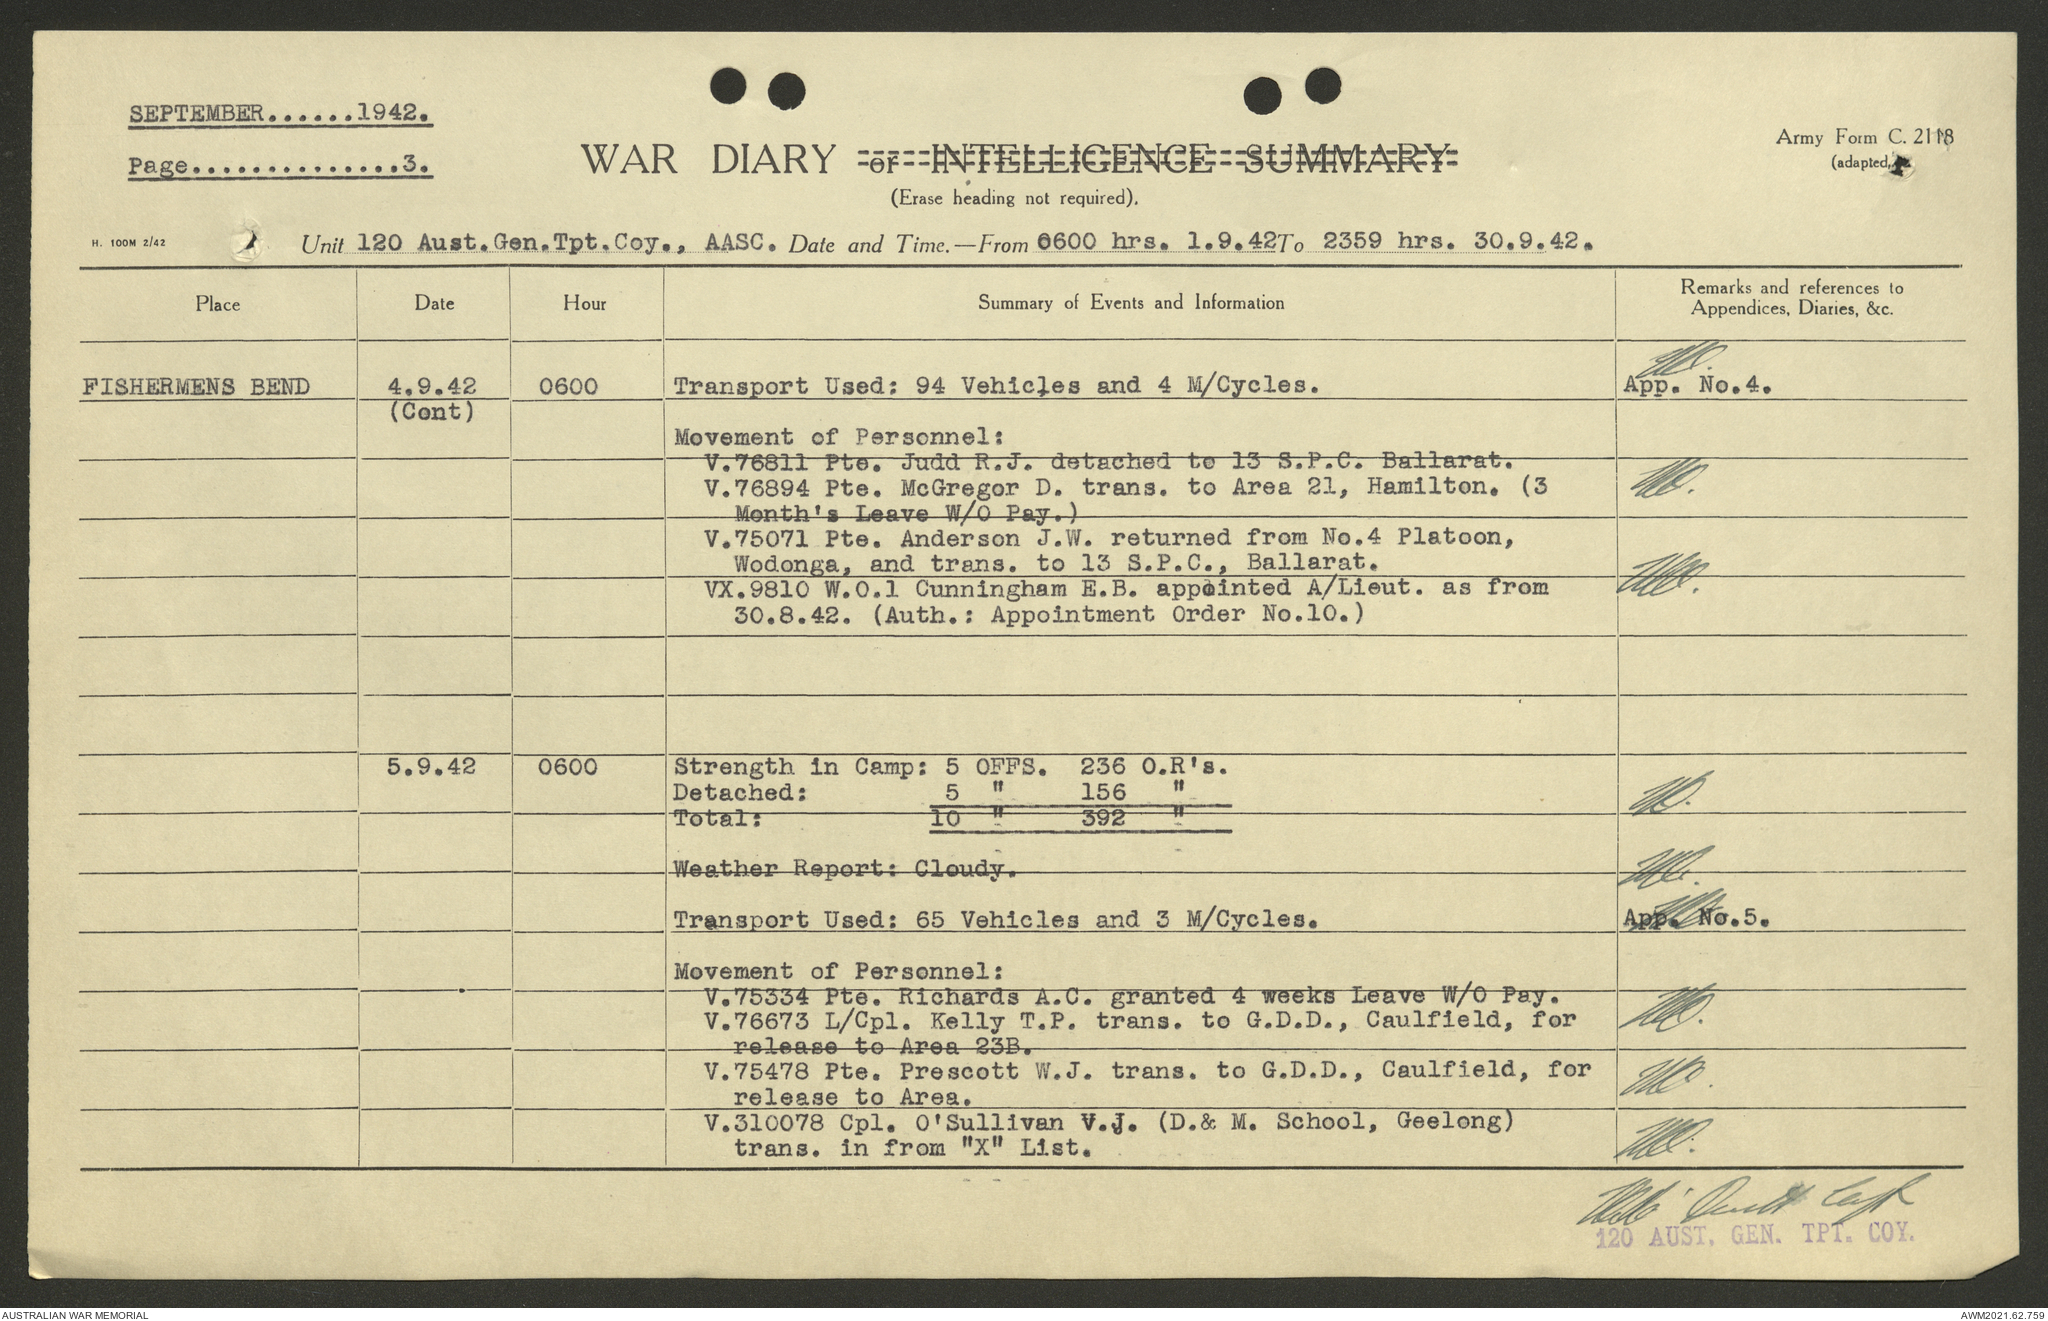 SEPTEMBER......1942.
Page..............3.
WAR DIARY or INTELLIGENCE SUMMARY
(Erase heading not required).
Army Form C. 2118
(adapted)
H. 100M 2/42
Unit 120 Aust.Gen.Tpt.Coy., AASC. Date and Time.—From 0600 hrs. 1.9.42 To 2359 hrs. 30.9.42.
Place Date Hour Summary of Events and Information Remarks and references to Appendices, Diaries, &c.
FISHERMENS BEND 4.9.42 0600 Transport Used: 94 Vehicles and 4 M/Cycles. App. No.4.
(Cont)
Movement of Personnel:
V.76811 Pte. Judd R.J. detached to 13 S.P.C. Ballarat.
V.76894 Pte. McGregor D. trans. to Area 21, Hamilton. (3
Month's Leave W/O Pay.)
V.75071 Pte. Anderson J.W. returned from No.4 Platoon,
Wodonga, and trans. to 13 S.P.C., Ballarat.
VX.9810 W.O.1 Cunningham E.B. appointed A/Lieut. as from
30.8.42. (Auth.: Appointment Order No.10.)
5.9.42 0600 Strength in Camp: 5 OFFS. 236 O.R's.
Detached: 5 " 156 "
Total: 10 " 392 "
Weather Report: Cloudy.
Transport Used: 65 Vehicles and 3 M/Cycles. App. No.5.
Movement of Personnel:
V.75334 Pte. Richards A.C. granted 4 weeks Leave W/O Pay.
V.76673 L/Cpl. Kelly T.P. trans. to G.D.D., Caulfield, for
release to Area 23B.
V.75478 Pte. Prescott W.J. trans. to G.D.D., Caulfield, for
release to Area.
V.310078 Cpl. O'Sullivan V.J. (D.& M. School, Geelong)
trans. in from "X" List.
120 AUST. GEN. TPT. COY.
AUSTRALIAN WAR MEMORIAL
AWM2021.62.759